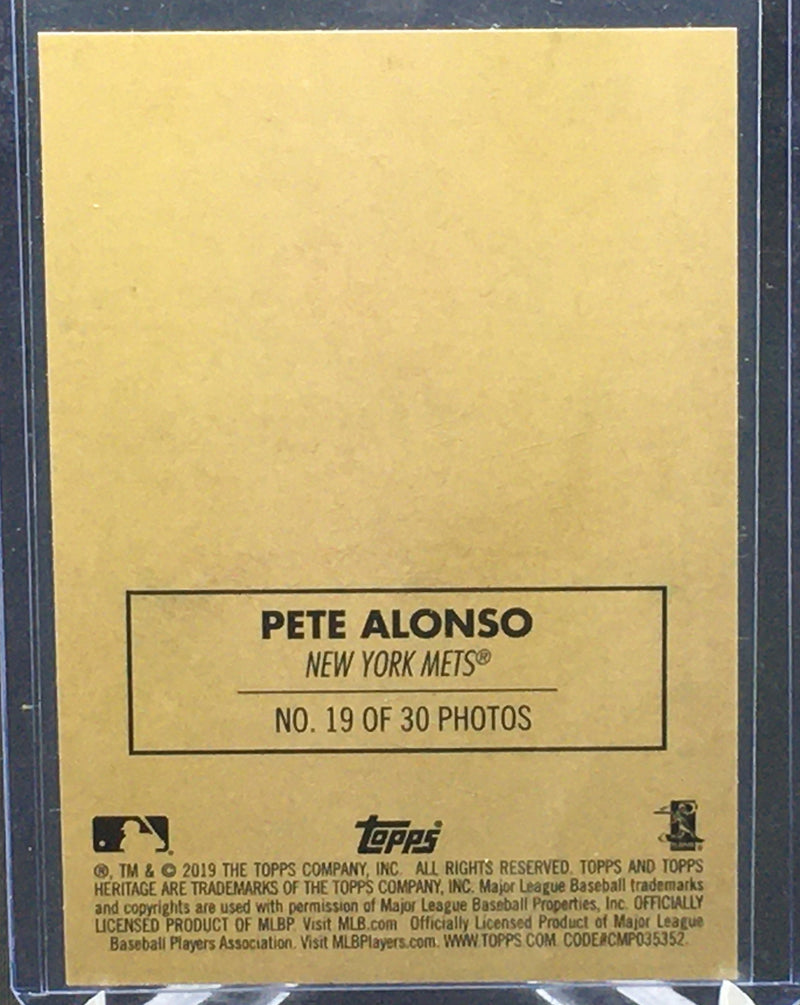 PETE ALONSO
NEW YORK METS®
NO. 19 OF 30 PHOTOS
topps
®, TM & © 2019 THE TOPPS COMPANY, INC. ALL RIGHTS RESERVED. TOPPS AND TOPPS
HERITAGE ARE TRADEMARKS OF THE TOPPS COMPANY, INC. Major League Baseball trademarks
and copyrights are used with permission of Major League Baseball Properties, Inc. OFFICIALLY
LICENSED PRODUCT OF MLBP. Visit MLB.com Officially Licensed Product of Major League
Baseball Players Association. Visit MLBPlayers.com. WWW.TOPPS.COM. CODE#CMP035352.